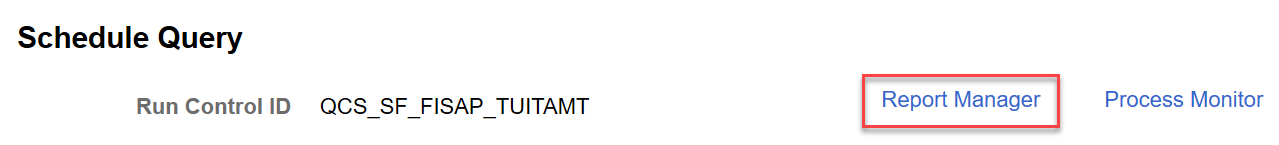 Schedule Query
Run Control ID QCS_SF_FISAP_TUITAMT Report Manager Process Monitor